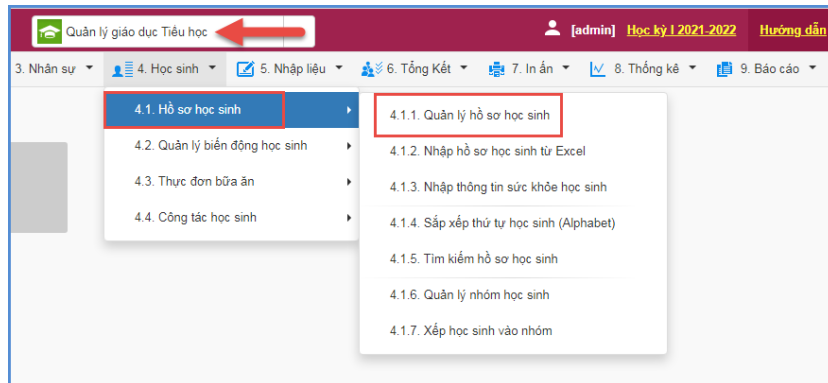 Quản lý giáo dục Tiểu học
[admin] Học kỳ I 2021-2022 Hướng dẫn
3. Nhân sự 4. Học sinh 5. Nhập liệu 6. Tổng Kết 7. In ấn 8. Thống kê 9. Báo cáo
4.1. Hồ sơ học sinh
4.2. Quản lý biến động học sinh
4.3. Thực đơn bữa ăn
4.4. Công tác học sinh
4.1.1. Quản lý hồ sơ học sinh
4.1.2. Nhập hồ sơ học sinh từ Excel
4.1.3. Nhập thông tin sức khỏe học sinh
4.1.4. Sắp xếp thứ tự học sinh (Alphabet)
4.1.5. Tìm kiếm hồ sơ học sinh
4.1.6. Quản lý nhóm học sinh
4.1.7. Xếp học sinh vào nhóm